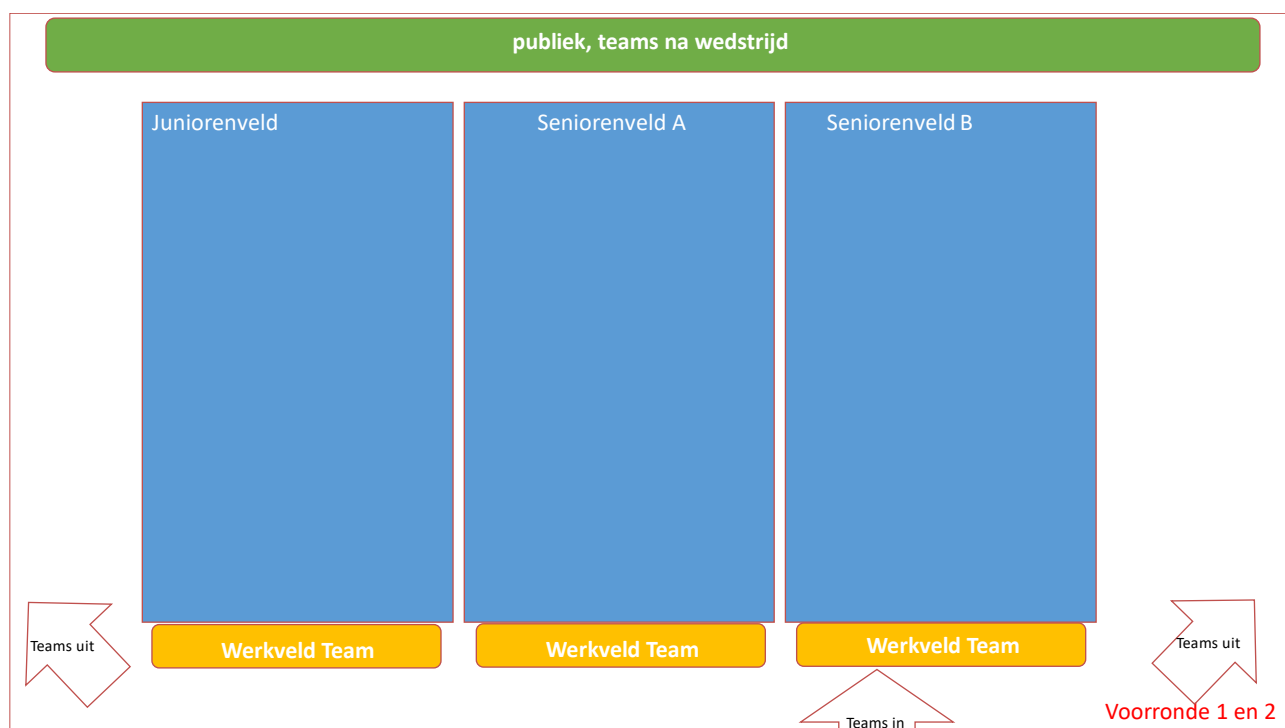 publiek, teams na wedstrijd
Juniorenveld
Seniorenveld A
Seniorenveld B
Teams uit
Werkveld Team
Werkveld Team
Werkveld Team
Teams uit
Teams in
Voorronde 1 en 2